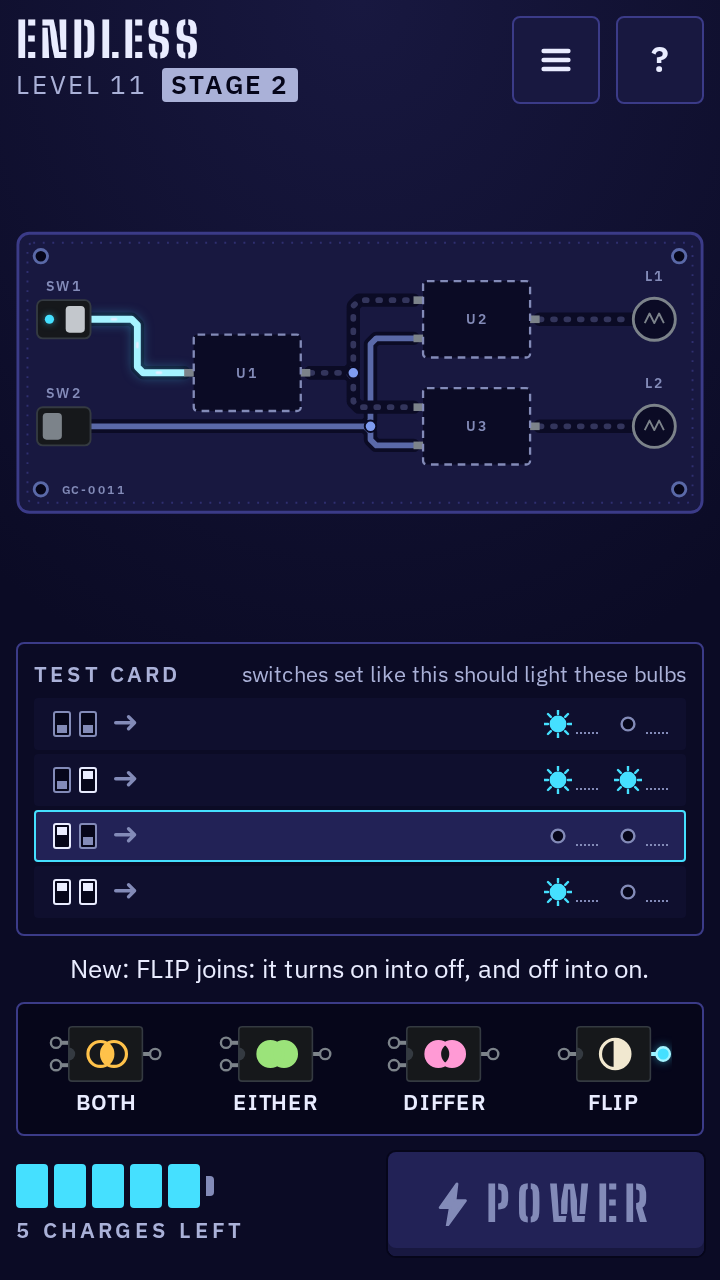 ENDLESS
LEVEL 11 STAGE 2
?
SW1
L1
U2
U1
L2
SW2
U3
GC-0011
TEST CARD switches set like this should light these bulbs
New: FLIP joins: it turns on into off, and off into on.
BOTH EITHER DIFFER FLIP
POWER
5 CHARGES LEFT